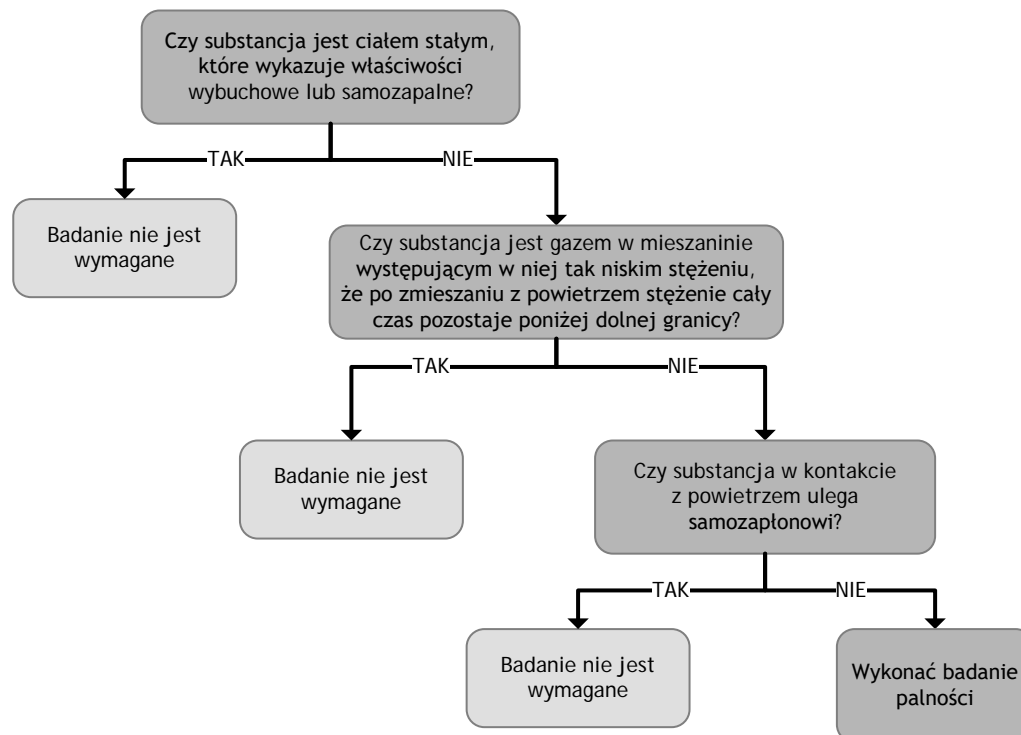 Czy substancja jest ciałem stałym,
które wykazuje właściwości
wybuchowe lub samozapalne?
TAK
NIE
Badanie nie jest
wymagane
Czy substancja jest gazem w mieszaninie
występującym w niej tak niskim stężeniu,
że po zmieszaniu z powietrzem stężenie cały
czas pozostaje poniżej dolnej granicy?
TAK
NIE
Badanie nie jest
wymagane
Czy substancja w kontakcie
z powietrzem ulega
samozapłonowi?
TAK
NIE
Badanie nie jest
wymagane
Wykonać badanie
palności